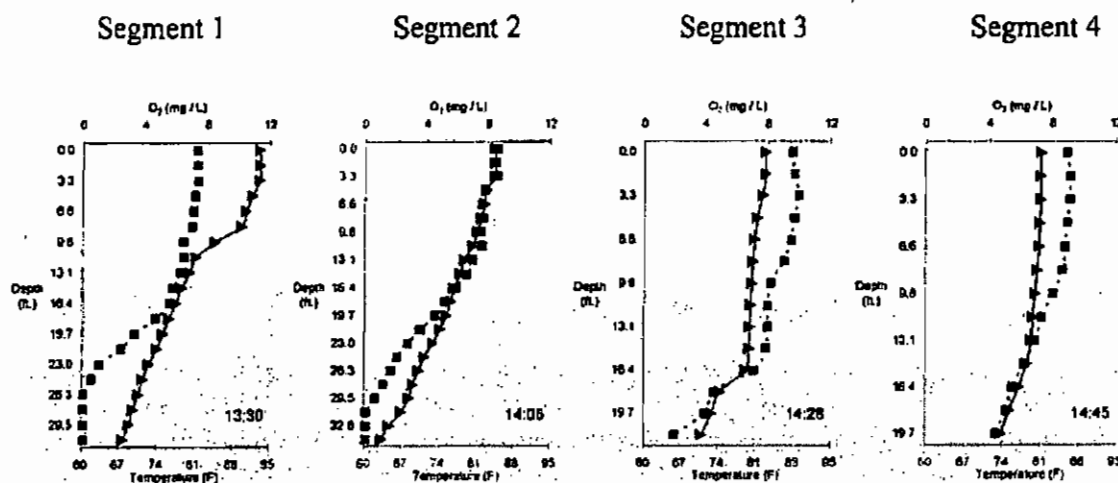 Segment 1
Segment 2
Segment 3
Segment 4
O₂ (mg / L)
0 4 8 12
O₂ (mg / L)
0 4 8 12
O₂ (mg / L)
0 4 8 12
O₂ (mg / L)
0 4 8 12
Depth (ft.)
0.0
3.3
6.6
9.8
13.1
16.4
19.7
23.0
26.3
29.5
13:30
60 67 74 81 88 95
Temperature (F)
Depth (ft.)
0.0
3.3
6.6
9.8
13.1
16.4
19.7
23.0
26.3
29.5
32.8
14:05
60 67 74 81 88 95
Temperature (F)
Depth (ft.)
0.0
3.3
6.6
9.8
13.1
16.4
19.7
14:28
60 67 74 81 88 95
Temperature (F)
Depth (ft.)
0.0
3.3
6.6
9.8
13.1
16.4
19.7
14:45
60 67 74 81 88 95
Temperature (F)